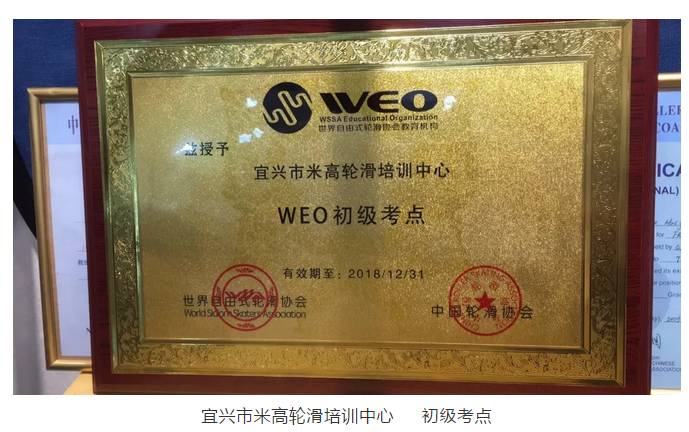 WEO
WSSA Educational Organization
世界自由式轮滑协会教育机构
兹授予
宜兴市米高轮滑培训中心
WEO初级考点
有效期至：2018/12/31
世界自由式轮滑协会
World Slalom Skaters Association
中国轮滑协会
宜兴市米高轮滑培训中心 初级考点